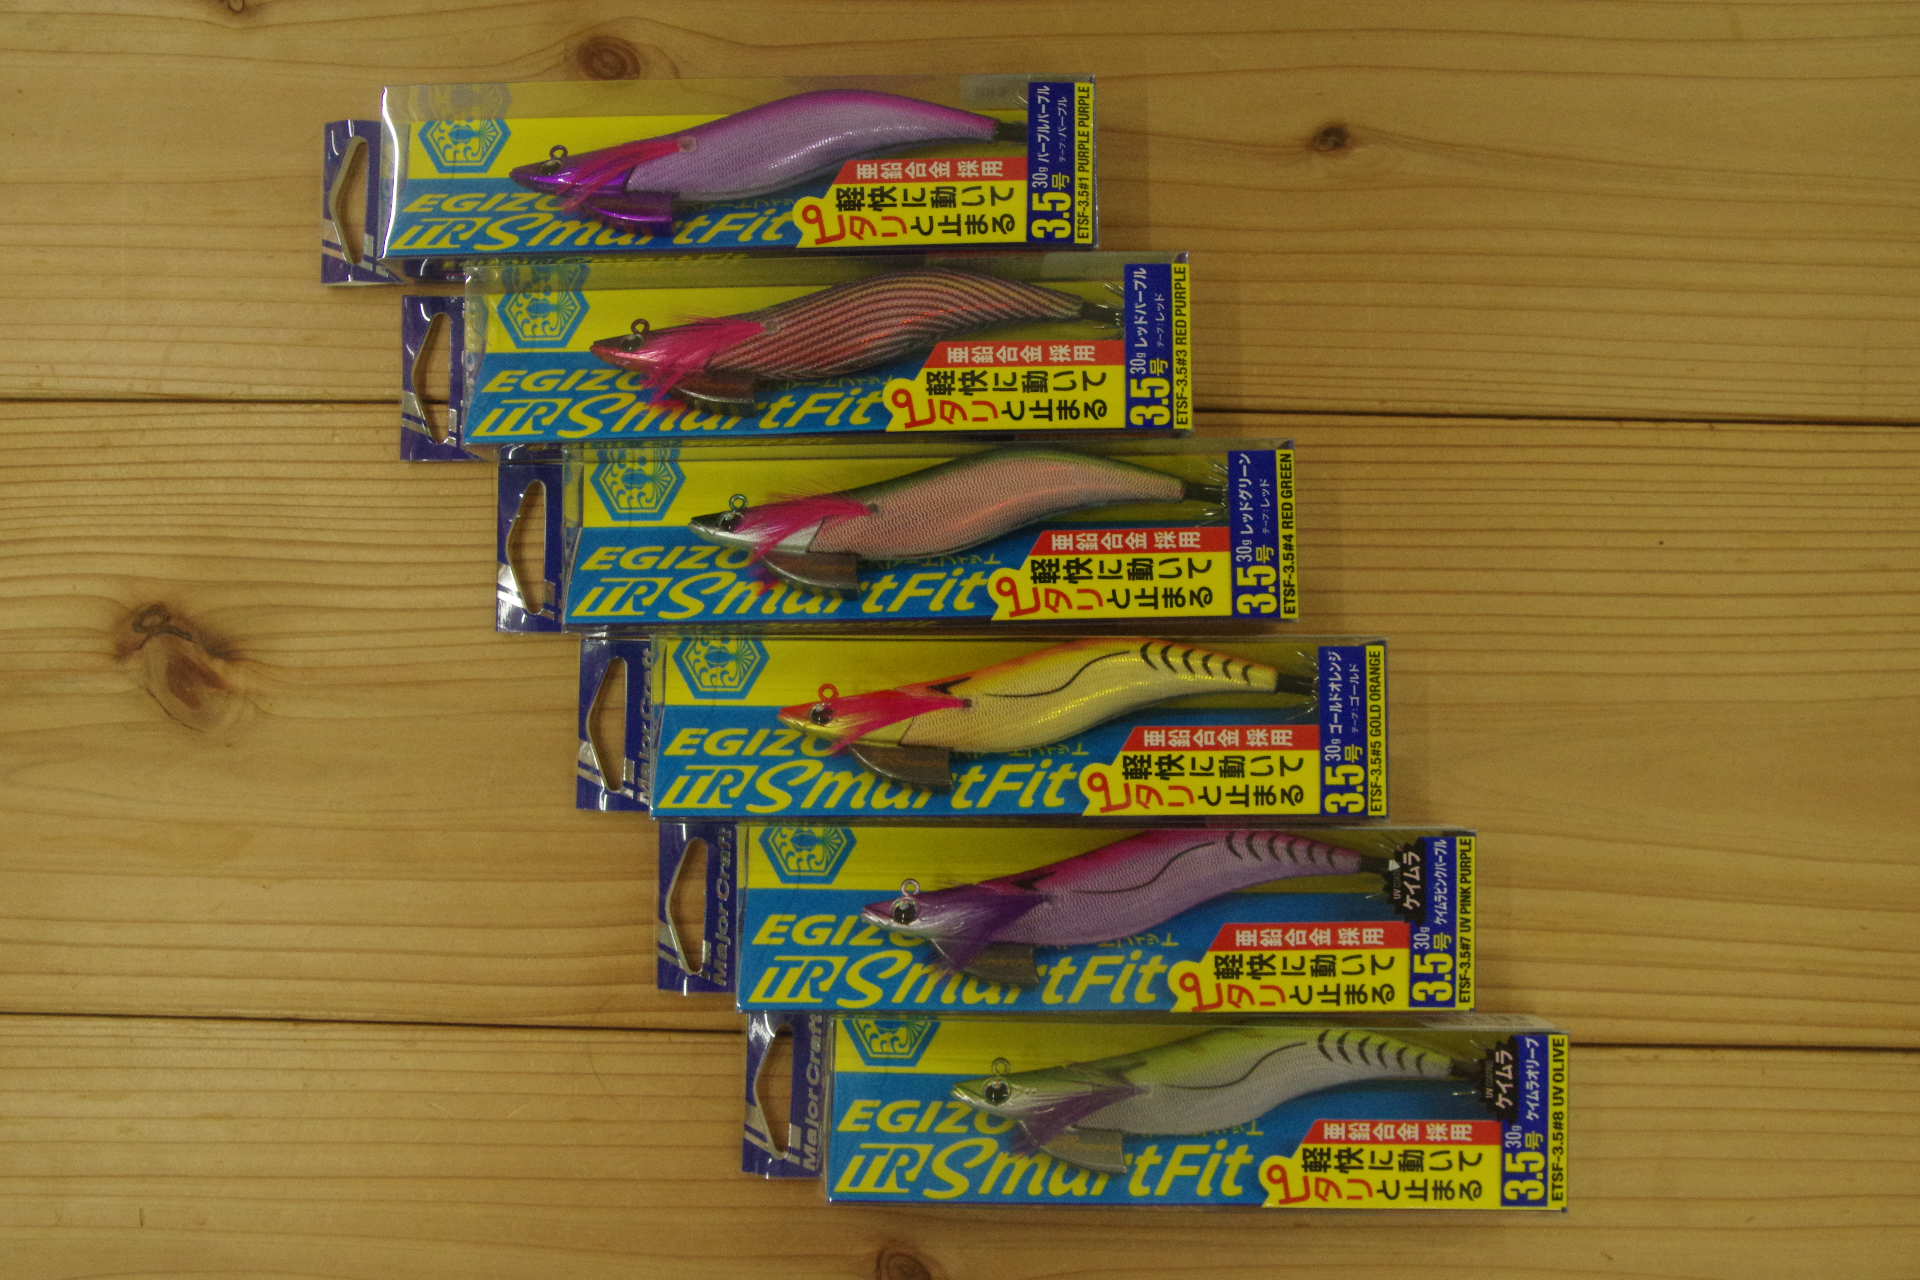 EGIZO
TR SmartFit
亜鉛合金 採用
軽快に動いて
ピタリと止まる
3.5号 30g パープルパープル
テープ:パープル
ETSF-3.5#1 PURPLE PURPLE
EGIZO
TR SmartFit
亜鉛合金 採用
軽快に動いて
ピタリと止まる
3.5号 30g レッドパープル
テープ:レッド
ETSF-3.5#3 RED PURPLE
EGIZO
TR SmartFit
亜鉛合金 採用
軽快に動いて
ピタリと止まる
3.5号 30g レッドグリーン
テープ:レッド
ETSF-3.5#4 RED GREEN
Major Craft
EGIZO
TR SmartFit
亜鉛合金 採用
軽快に動いて
ピタリと止まる
3.5号 30g ゴールドオレンジ
テープ:ゴールド
ETSF-3.5#5 GOLD ORANGE
Major Craft
EGIZO
TR SmartFit
亜鉛合金 採用
軽快に動いて
ピタリと止まる
UV
ケイムラ
3.5号 30g ケイムラピンクパープル
ETSF-3.5#7 UV PINK PURPLE
Major Craft
EGIZO
TR SmartFit
亜鉛合金 採用
軽快に動いて
ピタリと止まる
UV
ケイムラ
3.5号 30g ケイムラオリーブ
ETSF-3.5#8 UV OLIVE